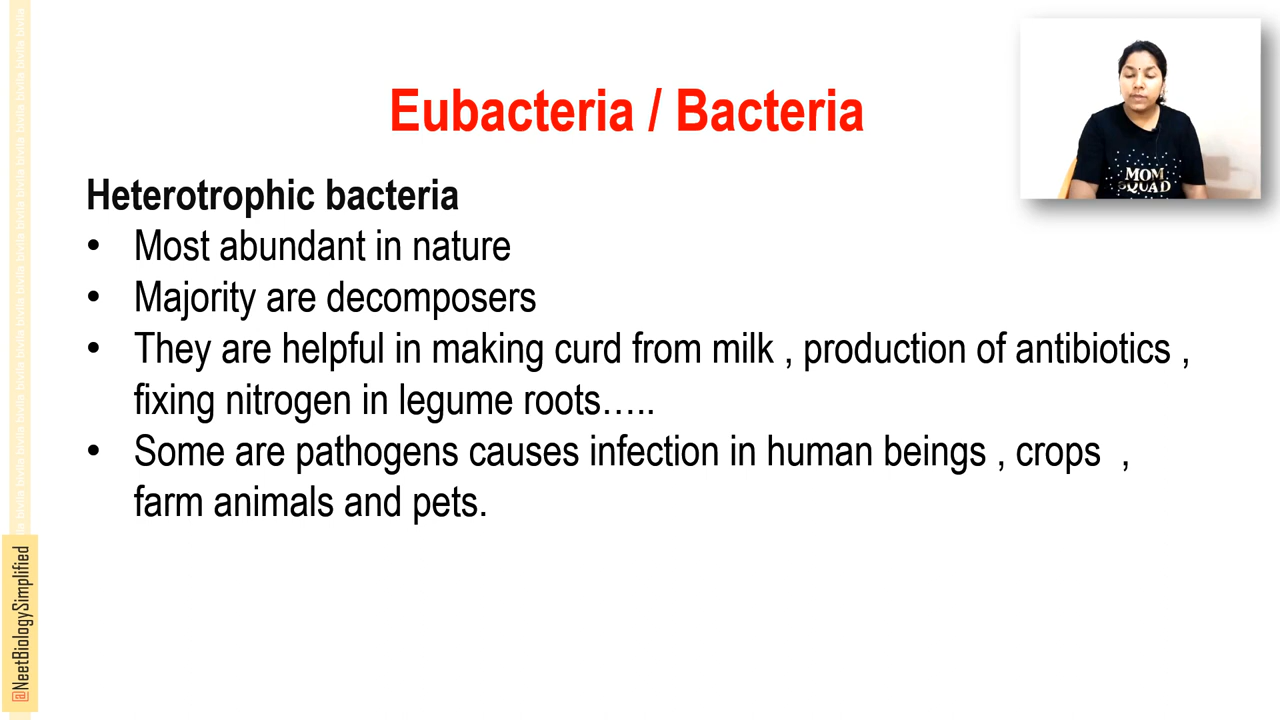 Eubacteria / Bacteria
Heterotrophic bacteria
• Most abundant in nature
• Majority are decomposers
• They are helpful in making curd from milk , production of antibiotics ,
fixing nitrogen in legume roots…..
• Some are pathogens causes infection in human beings , crops ,
farm animals and pets.
MOM
SQUAD
@NeetBiologySimplified